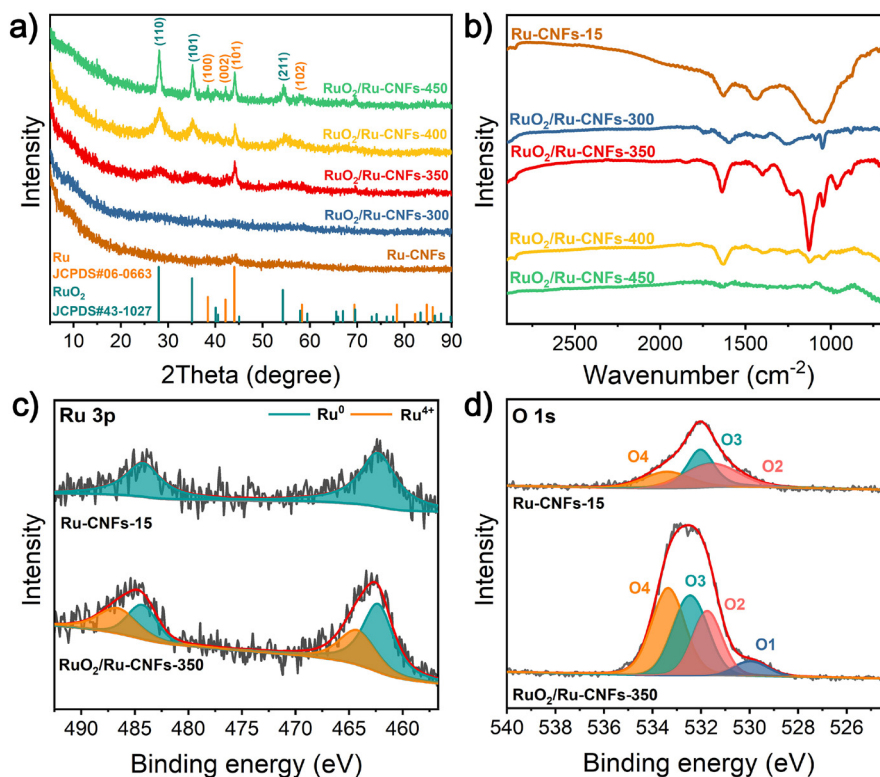 a)
(110)
(101)
(100)
(002)
(101)
(211)
(102)
RuO₂/Ru-CNFs-450
RuO₂/Ru-CNFs-400
RuO₂/Ru-CNFs-350
RuO₂/Ru-CNFs-300
Ru-CNFs
Ru
JCPDS#06-0663
RuO₂
JCPDS#43-1027
Intensity
10 20 30 40 50 60 70 80 90
2Theta (degree)
b)
Ru-CNFs-15
RuO₂/Ru-CNFs-300
RuO₂/Ru-CNFs-350
RuO₂/Ru-CNFs-400
RuO₂/Ru-CNFs-450
Intensity
2500 2000 1500 1000
Wavenumber (cm⁻²)
c)
Ru 3p
Ru⁰ Ru⁴⁺
Ru-CNFs-15
RuO₂/Ru-CNFs-350
Intensity
490 485 480 475 470 465 460
Binding energy (eV)
d)
O 1s
O4 O3 O2
Ru-CNFs-15
O4 O3 O2 O1
RuO₂/Ru-CNFs-350
Intensity
540 538 536 534 532 530 528 526
Binding energy (eV)